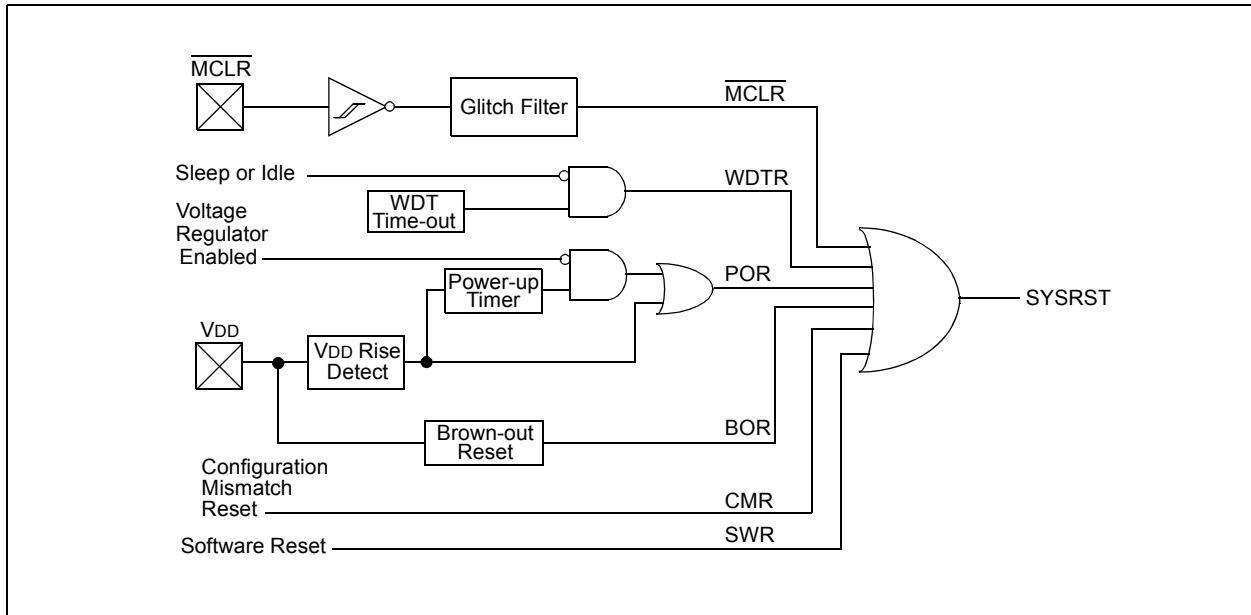 MCLR
Glitch Filter
MCLR
Sleep or Idle
WDT
Time-out
WDTR
Voltage
Regulator
Enabled
Power-up
Timer
POR
SYSRST
VDD
VDD Rise
Detect
Brown-out
Reset
BOR
Configuration
Mismatch
Reset
CMR
Software Reset
SWR